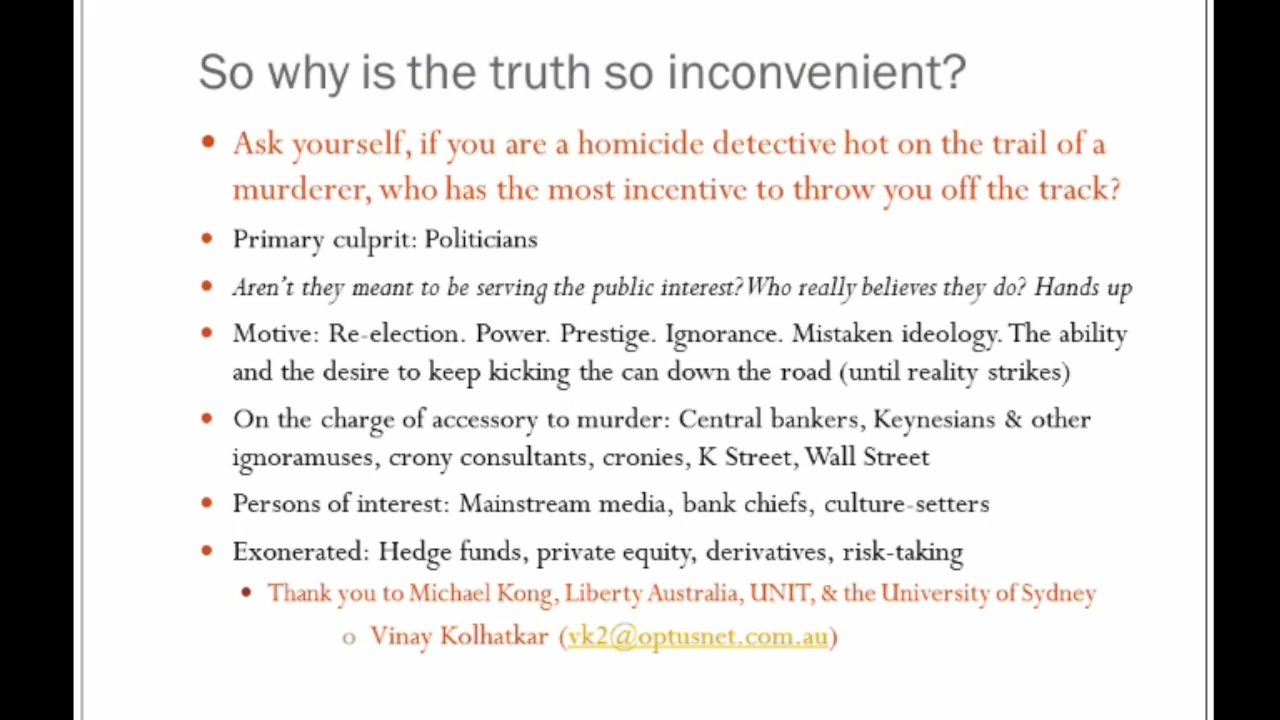 So why is the truth so inconvenient?
• Ask yourself, if you are a homicide detective hot on the trail of a
murderer, who has the most incentive to throw you off the track?
• Primary culprit: Politicians
• Aren't they meant to be serving the public interest? Who really believes they do? Hands up
• Motive: Re-election. Power. Prestige. Ignorance. Mistaken ideology. The ability
and the desire to keep kicking the can down the road (until reality strikes)
• On the charge of accessory to murder: Central bankers, Keynesians & other
ignoramuses, crony consultants, cronies, K Street, Wall Street
• Persons of interest: Mainstream media, bank chiefs, culture-setters
• Exonerated: Hedge funds, private equity, derivatives, risk-taking
• Thank you to Michael Kong, Liberty Australia, UNIT, & the University of Sydney
o Vinay Kolhatkar (vk2@optusnet.com.au)